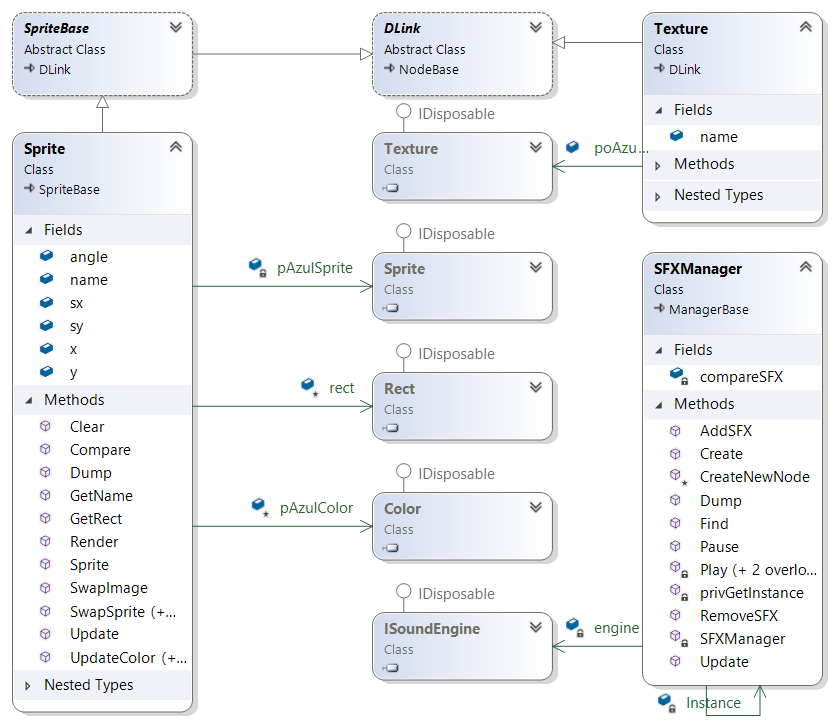 SpriteBase
Abstract Class
DLink
Sprite
Class
SpriteBase
Fields
angle
name
sx
sy
x
y
Methods
Clear
Compare
Dump
GetName
GetRect
Render
Sprite
SwapImage
SwapSprite (+...
Update
UpdateColor (+...
Nested Types
DLink
Abstract Class
NodeBase
IDisposable
Texture
Class
poAzu...
IDisposable
pAzulSprite
Sprite
Class
IDisposable
rect
Rect
Class
IDisposable
pAzulColor
Color
Class
IDisposable
ISoundEngine
Class
engine
Texture
Class
DLink
Fields
name
Methods
Nested Types
SFXManager
Class
ManagerBase
Fields
compareSFX
Methods
AddSFX
Create
CreateNewNode
Dump
Find
Pause
Play (+ 2 overlo...
privGetInstance
RemoveSFX
SFXManager
Update
Instance